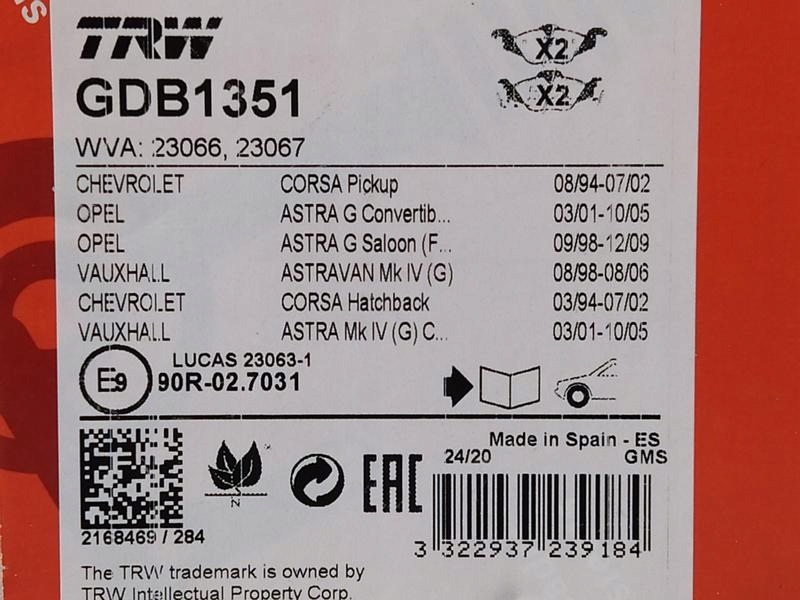 TRW
X2
GDB1351
X2
WVA: 23066, 23067
CHEVROLET CORSA Pickup 08/94-07/02
OPEL ASTRA G Convertib... 03/01-10/05
OPEL ASTRA G Saloon (F... 09/98-12/09
VAUXHALL ASTRAVAN Mk IV (G) 08/98-08/06
CHEVROLET CORSA Hatchback 03/94-07/02
VAUXHALL ASTRA Mk IV (G) C... 03/01-10/05
LUCAS 23063-1
E9 90R-02.7031
Made in Spain - ES
24/20 GMS
N
EAC
2168469 / 284
3 322937 239184
The TRW trademark is owned by
TRW Intellectual Property Corp.